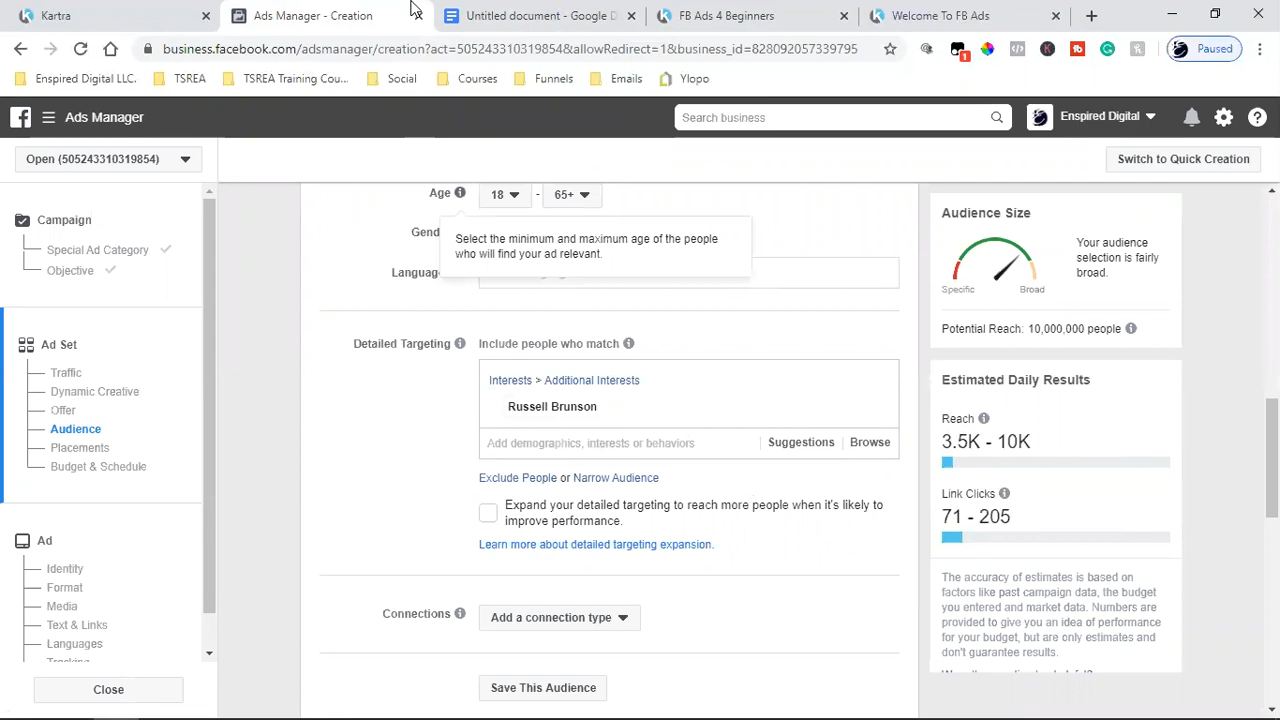 Kartra
Ads Manager - Creation
Untitled document - Google D
FB Ads 4 Beginners
Welcome To FB Ads
business.facebook.com/adsmanager/creation?act=505243310319854&allowRedirect=1&business_id=828092057339795
1
Paused
Enspired Digital LLC.
TSREA
TSREA Training Cou...
Social
Courses
Funnels
Emails
Ylopo
Ads Manager
Search business
Enspired Digital
Open (505243310319854)
Switch to Quick Creation
Campaign
Special Ad Category
Objective
Ad Set
Traffic
Dynamic Creative
Offer
Audience
Placements
Budget & Schedule
Ad
Identity
Format
Media
Text & Links
Languages
Close
Age
18
-
65+
Select the minimum and maximum age of the people
who will find your ad relevant.
Gend
Language
Detailed Targeting
Include people who match
Interests > Additional Interests
Russell Brunson
Add demographics, interests or behaviors
Suggestions
Browse
Exclude People or Narrow Audience
Expand your detailed targeting to reach more people when it's likely to
improve performance.
Learn more about detailed targeting expansion.
Connections
Add a connection type
Save This Audience
Audience Size
Specific
Broad
Your audience
selection is fairly
broad.
Potential Reach: 10,000,000 people
Estimated Daily Results
Reach
3.5K - 10K
Link Clicks
71 - 205
The accuracy of estimates is based on
factors like past campaign data, the budget
you entered and market data. Numbers are
provided to give you an idea of performance
for your budget, but are only estimates and
don't guarantee results.